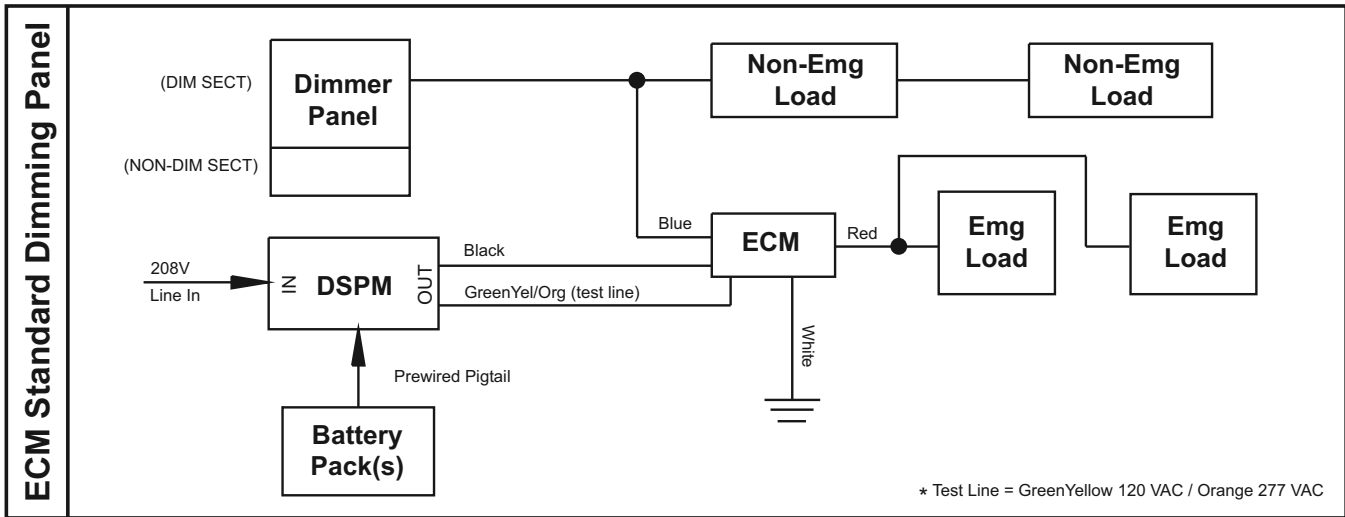 ECM Standard Dimming Panel
(DIM SECT)
Dimmer
Panel
(NON-DIM SECT)
Non-Emg
Load
Non-Emg
Load
Blue
ECM
Red
Emg
Load
Emg
Load
208V
Line In
IN
DSPM
OUT
Black
GreenYel/Org (test line)
White
Prewired Pigtail
Battery
Pack(s)
* Test Line = GreenYellow 120 VAC / Orange 277 VAC